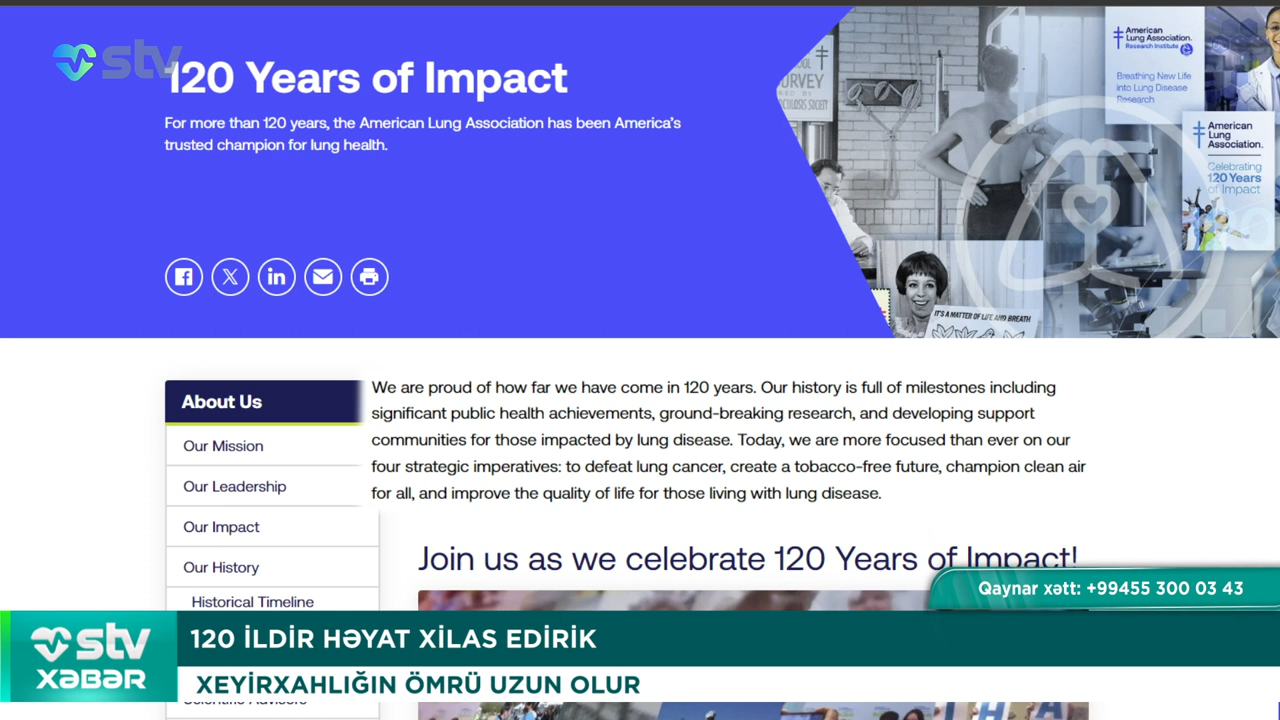 stv
120 Years of Impact
For more than 120 years, the American Lung Association has been America's
trusted champion for lung health.
SURVEY
American
Lung Association.
Research Institute
Breathing New Life
into Lung Disease
Research
American
Lung
Association.
Celebrating
120 Years
of Impact
IT'S A MATTER OF LIFE AND BREATH
About Us
Our Mission
Our Leadership
Our Impact
Our History
Historical Timeline
We are proud of how far we have come in 120 years. Our history is full of milestones including
significant public health achievements, ground-breaking research, and developing support
communities for those impacted by lung disease. Today, we are more focused than ever on our
four strategic imperatives: to defeat lung cancer, create a tobacco-free future, champion clean air
for all, and improve the quality of life for those living with lung disease.
Join us as we celebrate 120 Years of Impact!
Qaynar xətt: +99455 300 03 43
stv
XƏBƏR
120 İLDİR HƏYAT XİLAS EDİRİK
XEYİRXAHLIĞIN ÖMRÜ UZUN OLUR